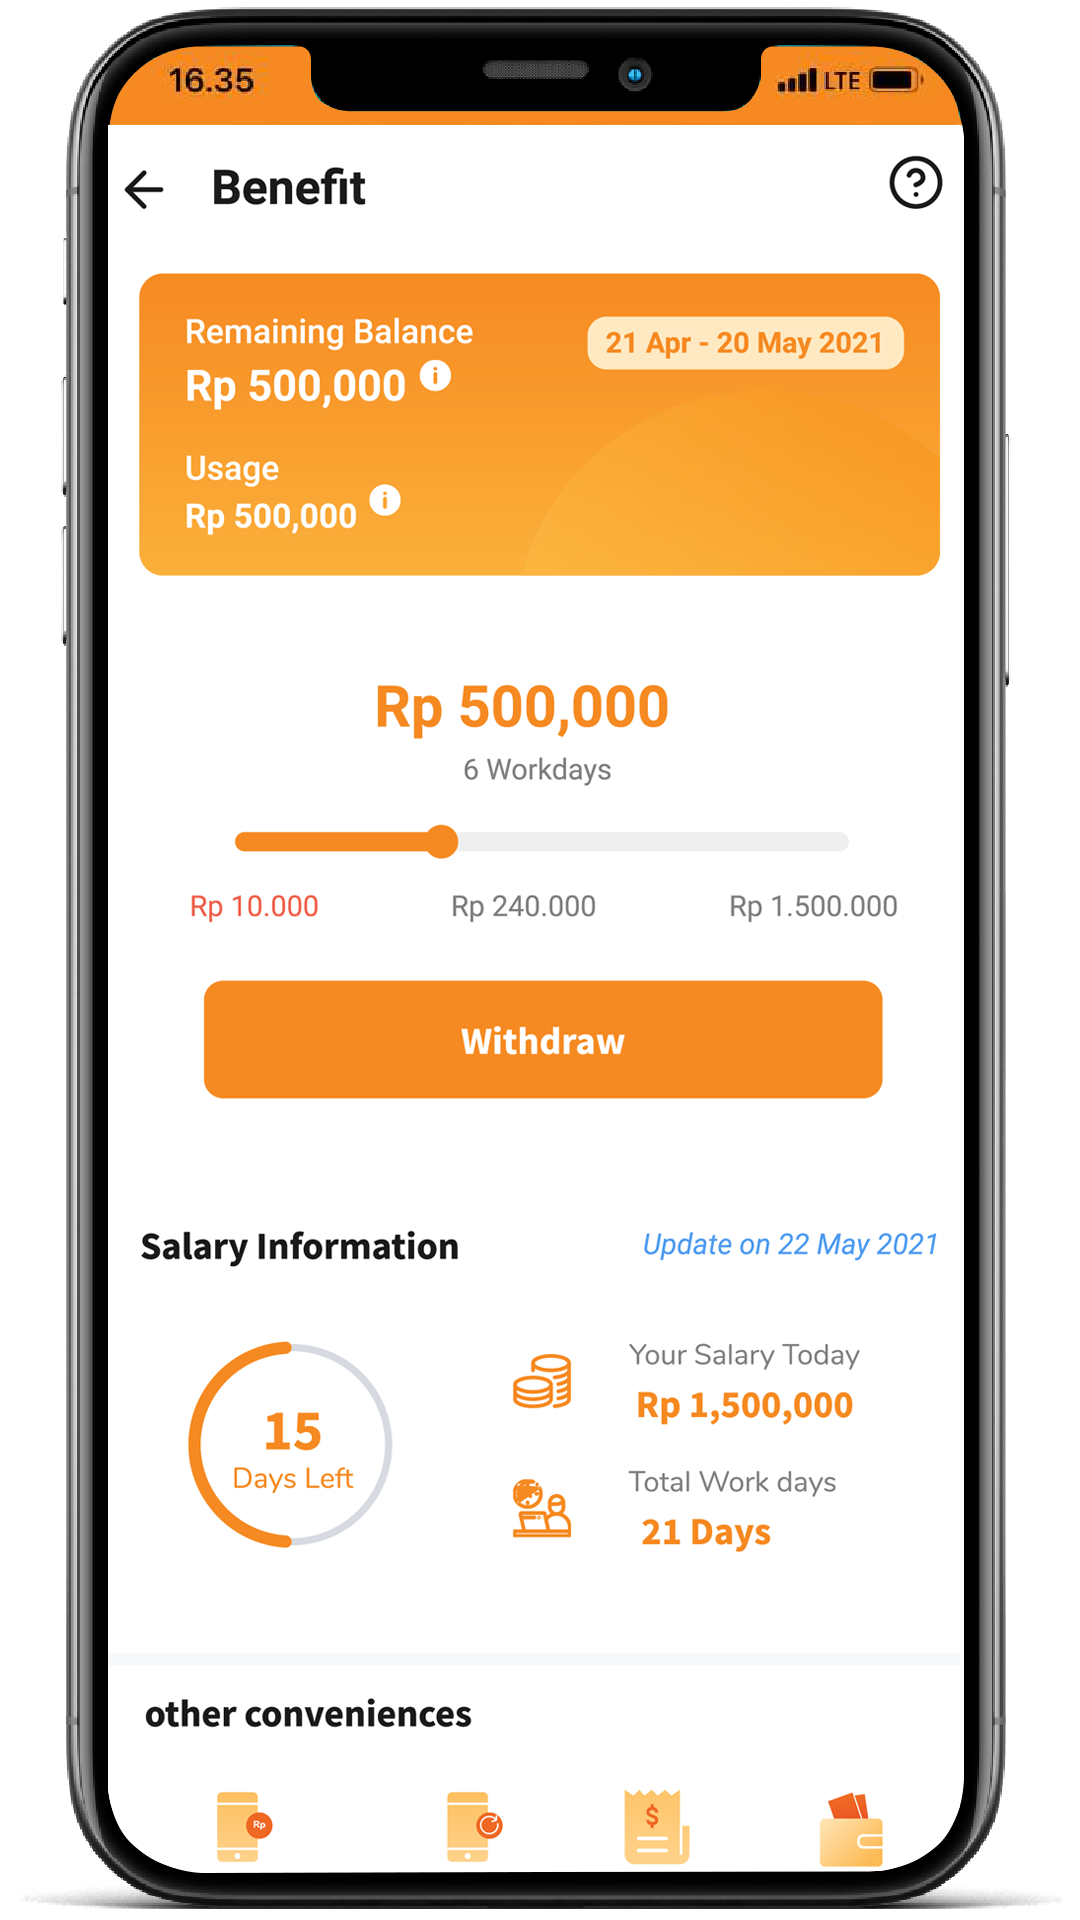 16.35
LTE
Benefit
?
Remaining Balance
21 Apr - 20 May 2021
Rp 500,000 i
Usage
Rp 500,000 i
Rp 500,000
6 Workdays
Rp 10.000
Rp 240.000
Rp 1.500.000
Withdraw
Salary Information
Update on 22 May 2021
15
Days Left
Your Salary Today
Rp 1,500,000
Total Work days
21 Days
other conveniences
Rp
$